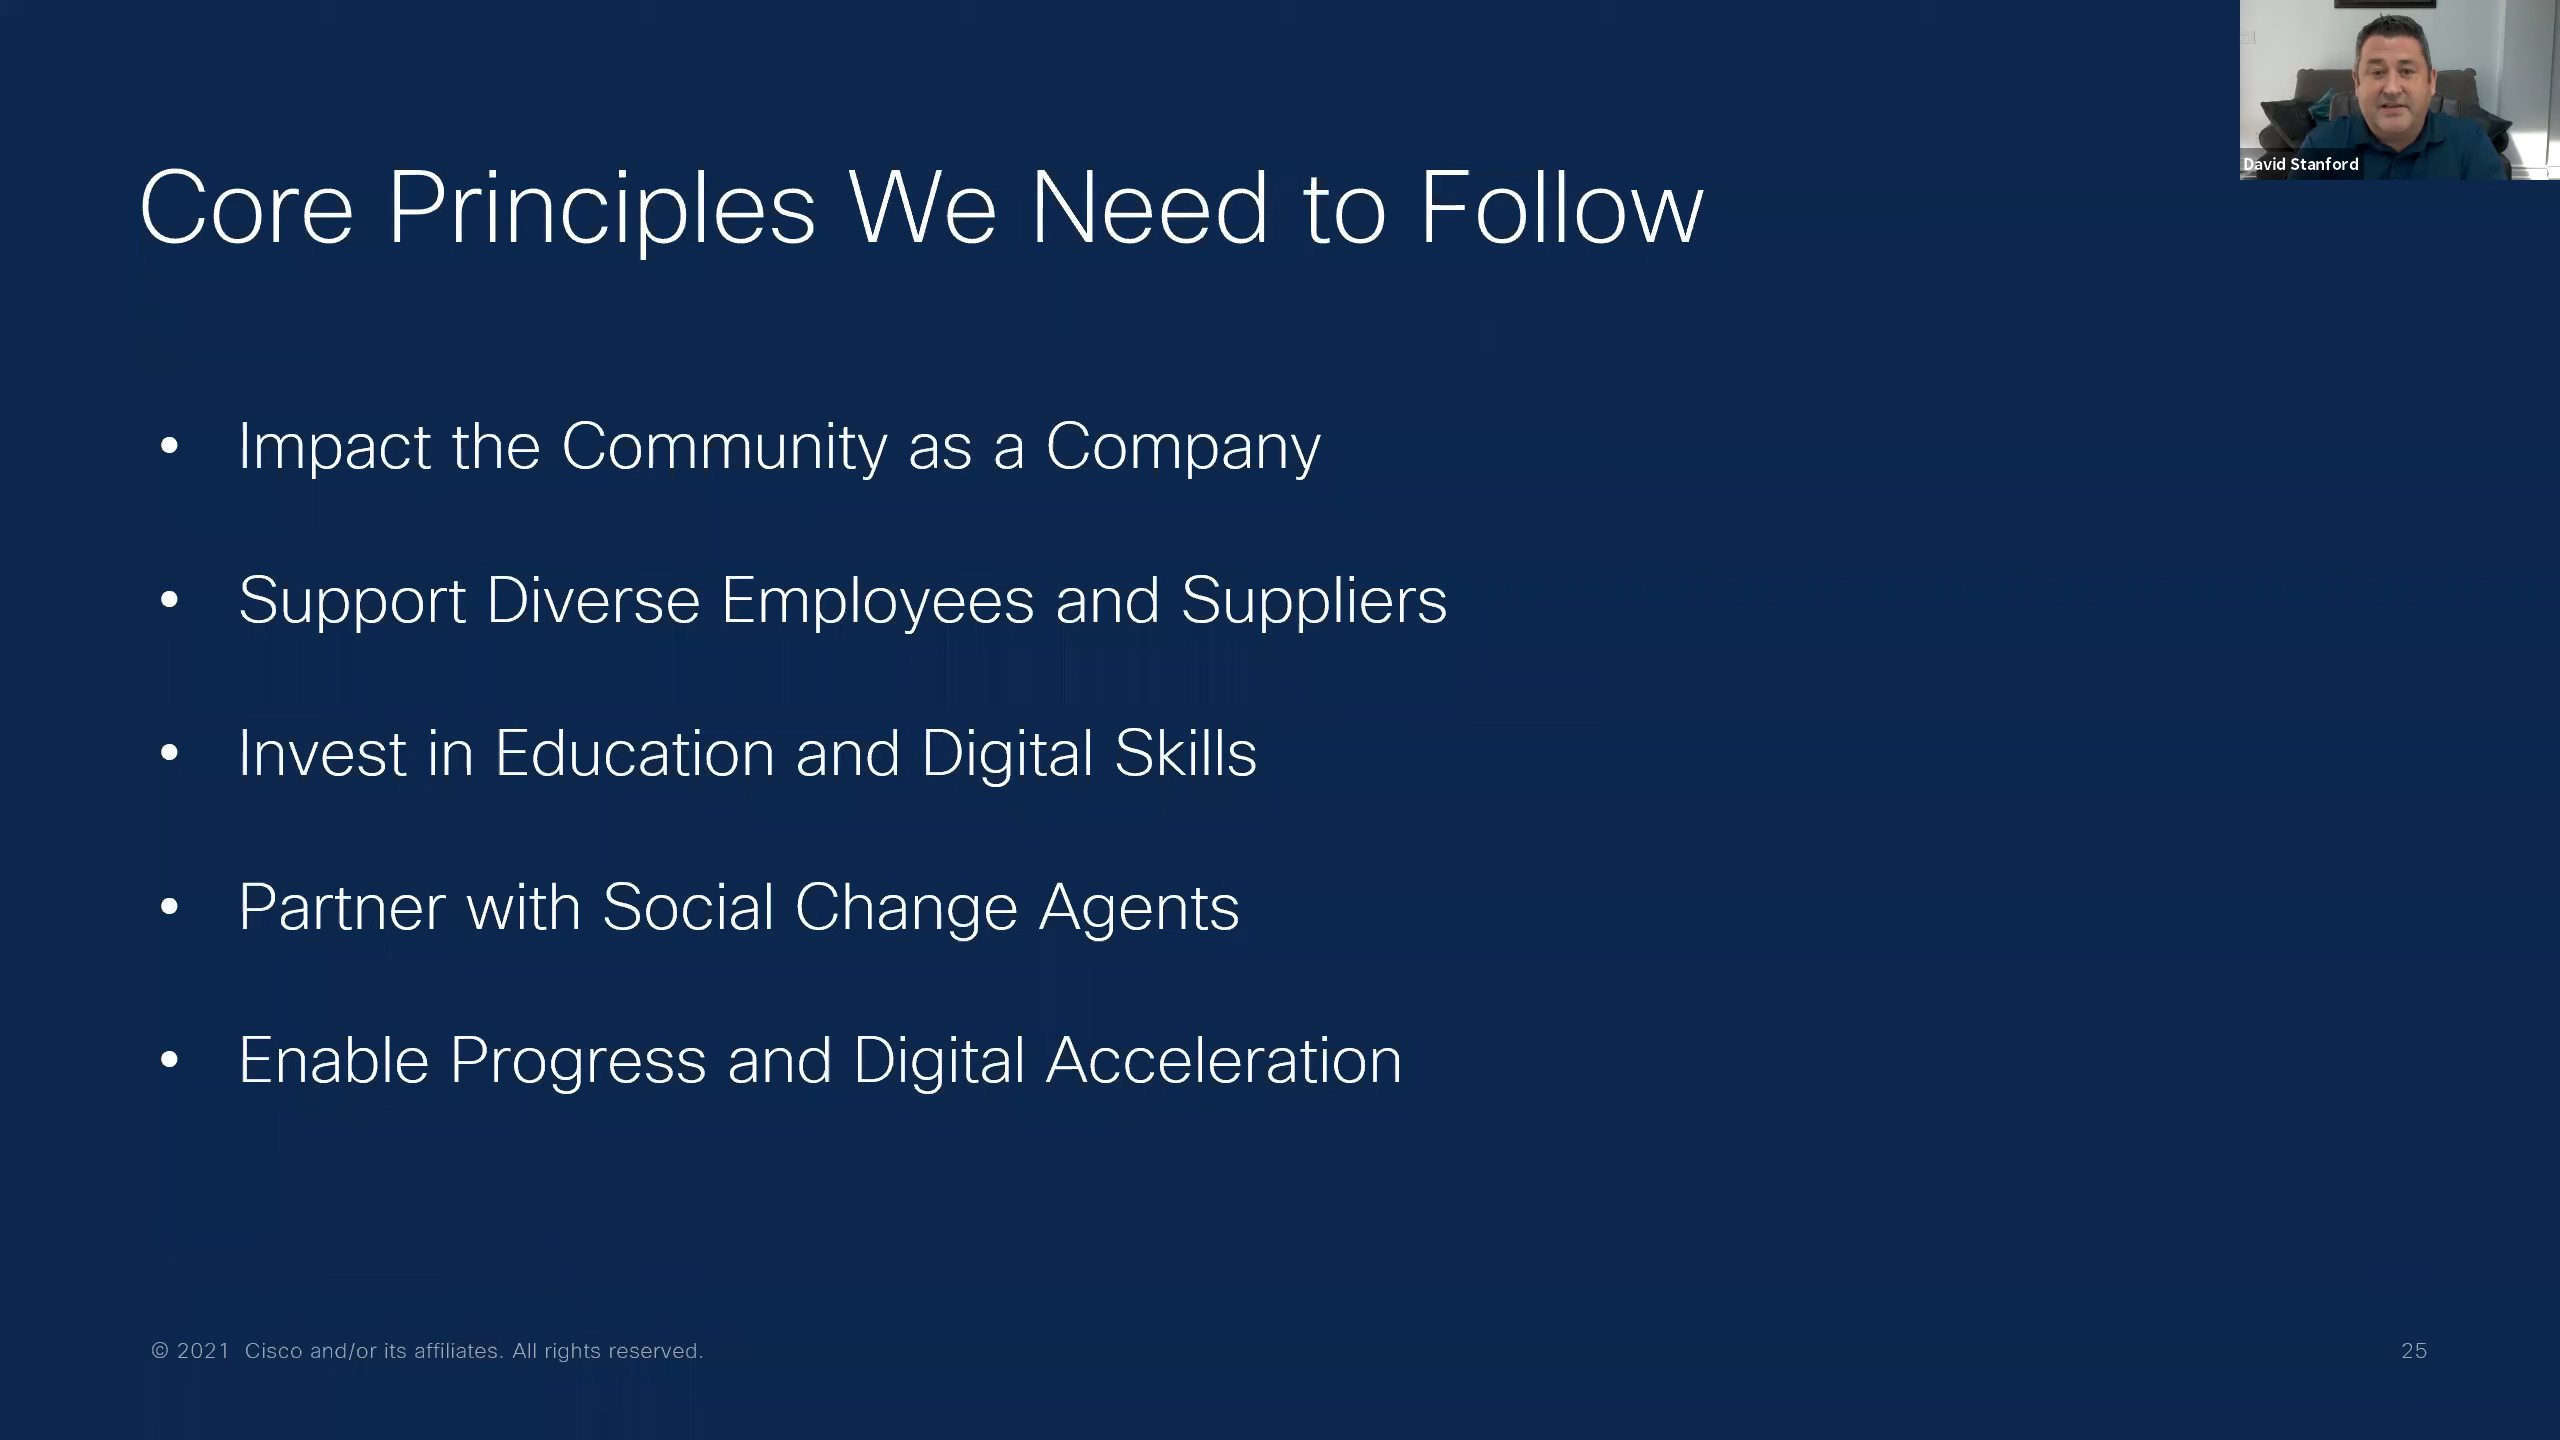 David Stanford
Core Principles We Need to Follow
• Impact the Community as a Company
• Support Diverse Employees and Suppliers
• Invest in Education and Digital Skills
• Partner with Social Change Agents
• Enable Progress and Digital Acceleration
© 2021 Cisco and/or its affiliates. All rights reserved.
25